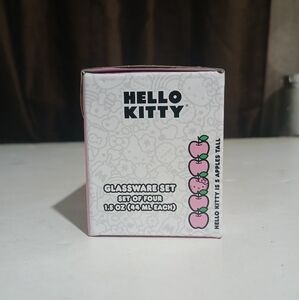 HELLO
KITTY
GLASSWARE SET
SET OF FOUR
1.5 OZ (44 ML EACH)
HELLO KITTY IS 5 APPLES TALL